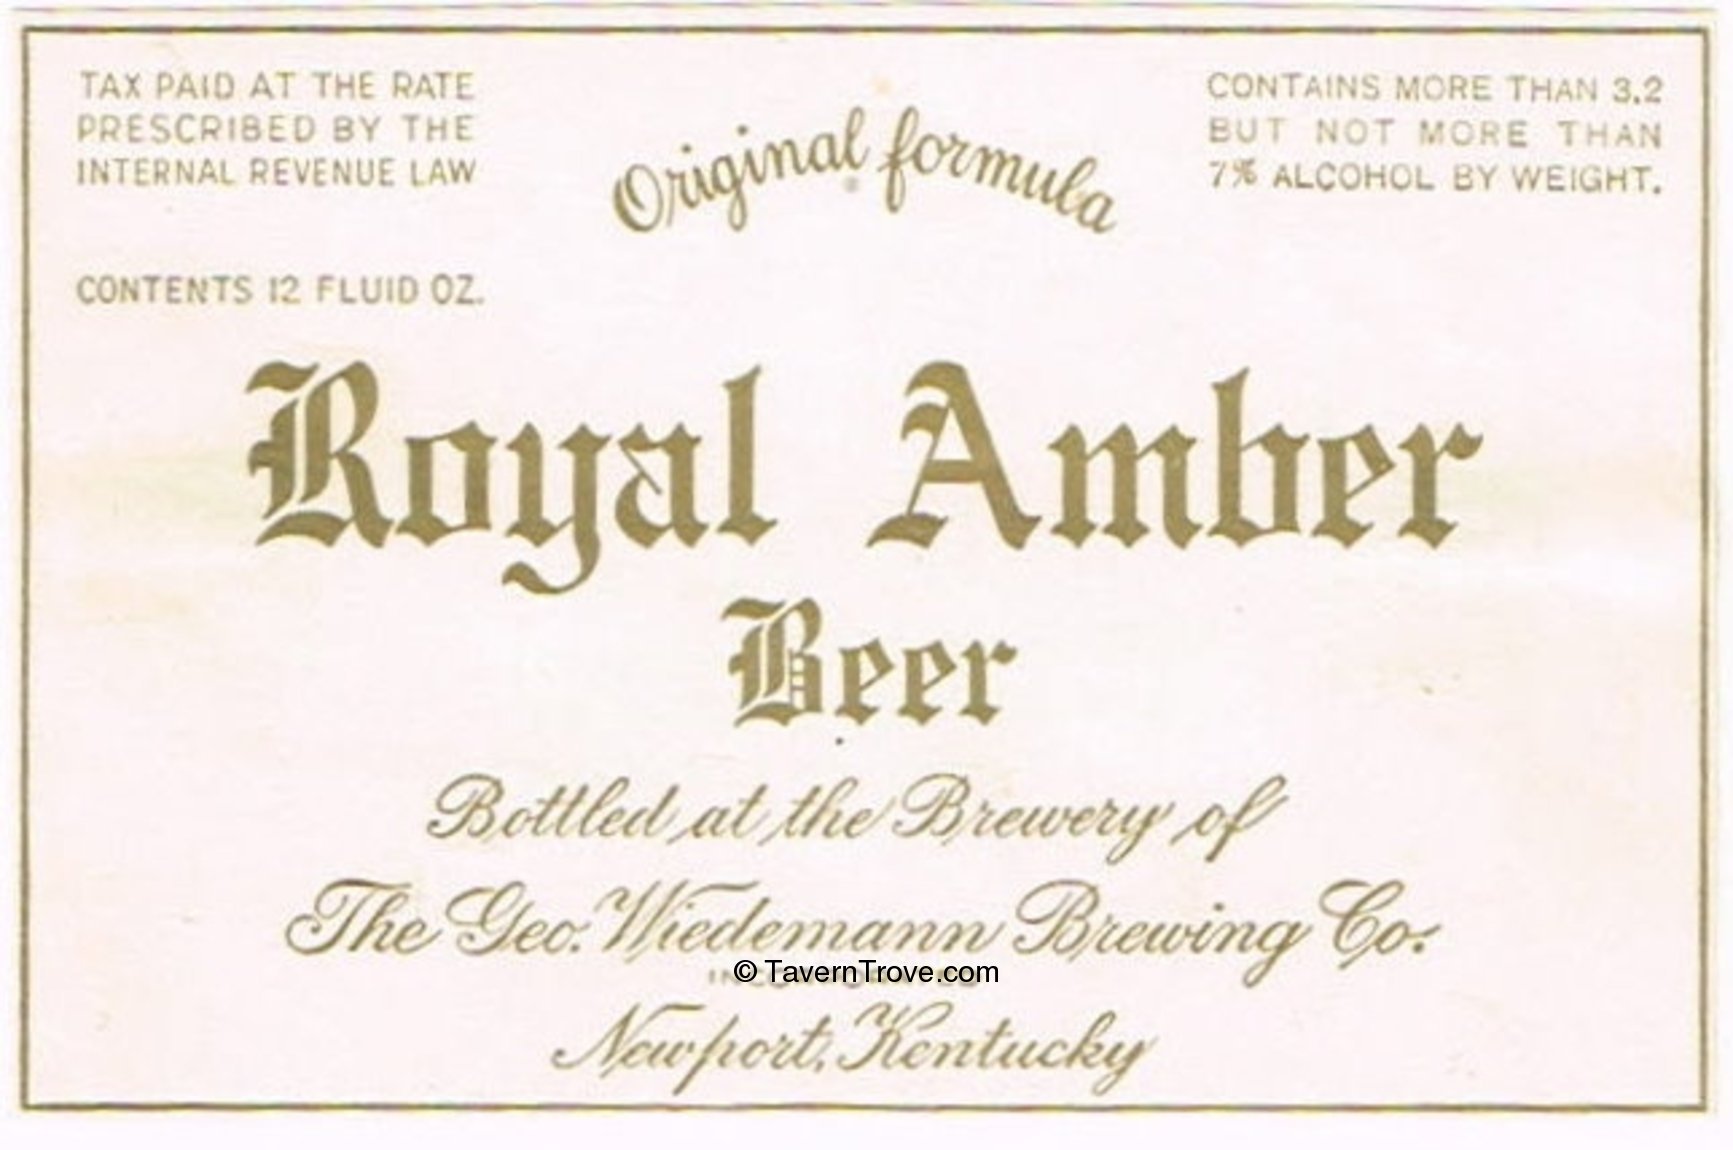 TAX PAID AT THE RATE
PRESCRIBED BY THE
INTERNAL REVENUE LAW
CONTENTS 12 FLUID OZ.
Original formula
CONTAINS MORE THAN 3.2
BUT NOT MORE THAN
7% ALCOHOL BY WEIGHT.
Royal Amber
Beer
Bottled at the Brewery of
The Geo. Wiedemann Brewing Co.
© TavernTrove.com
Newport, Kentucky